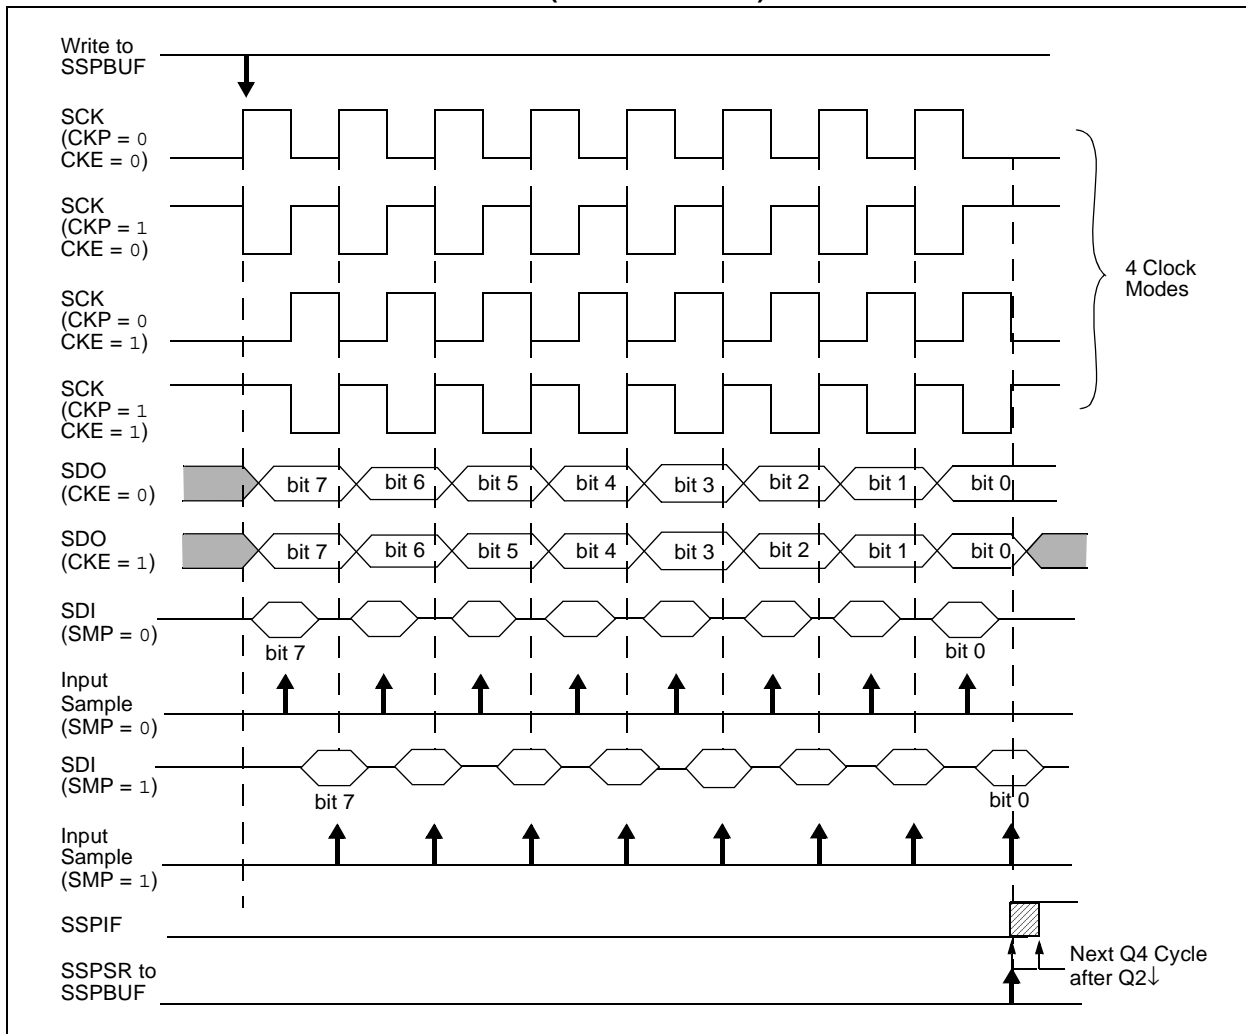 Write to
SSPBUF
SCK
(CKP = 0
CKE = 0)
SCK
(CKP = 1
CKE = 0)
4 Clock
Modes
SCK
(CKP = 0
CKE = 1)
SCK
(CKP = 1
CKE = 1)
SDO
(CKE = 0)
bit 7 bit 6 bit 5 bit 4 bit 3 bit 2 bit 1 bit 0
SDO
(CKE = 1)
bit 7 bit 6 bit 5 bit 4 bit 3 bit 2 bit 1 bit 0
SDI
(SMP = 0)
bit 7 bit 0
Input
Sample
(SMP = 0)
SDI
(SMP = 1)
bit 7 bit 0
Input
Sample
(SMP = 1)
SSPIF
Next Q4 Cycle
after Q2↓
SSPSR to
SSPBUF